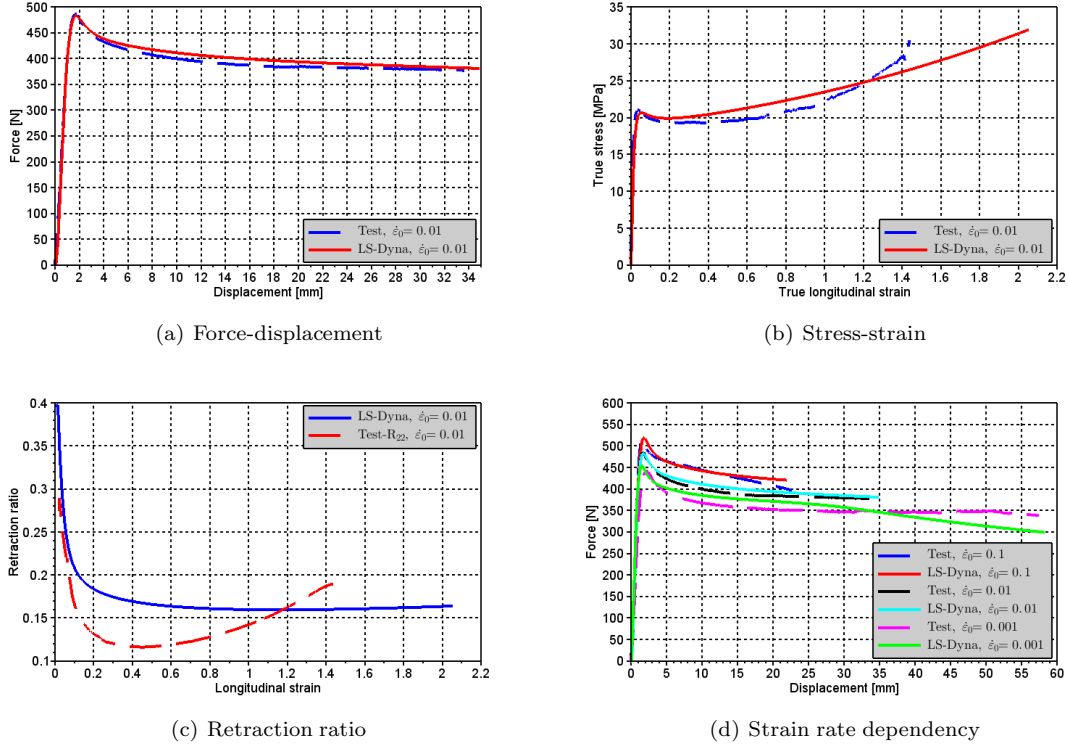 500
450
400
350
300
250
200
150
100
50
0
Force [N]
0 2 4 6 8 10 12 14 16 18 20 22 24 26 28 30 32 34
Displacement [mm]
Test, ε̇₀= 0.01
LS-Dyna, ε̇₀= 0.01
(a) Force-displacement
35
30
25
20
15
10
5
0
True stress [MPa]
0 0.2 0.4 0.6 0.8 1 1.2 1.4 1.6 1.8 2 2.2
True longitudinal strain
Test, ε̇₀= 0.01
LS-Dyna, ε̇₀= 0.01
(b) Stress-strain
0.4
0.35
0.3
0.25
0.2
0.15
0.1
Retraction ratio
0 0.2 0.4 0.6 0.8 1 1.2 1.4 1.6 1.8 2 2.2
Longitudinal strain
LS-Dyna, ε̇₀= 0.01
Test-R₂₂, ε̇₀= 0.01
(c) Retraction ratio
600
550
500
450
400
350
300
250
200
150
100
50
0
Force [N]
0 5 10 15 20 25 30 35 40 45 50 55 60
Displacement [mm]
Test, ε̇₀= 0.1
LS-Dyna, ε̇₀= 0.1
Test, ε̇₀= 0.01
LS-Dyna, ε̇₀= 0.01
Test, ε̇₀= 0.001
LS-Dyna, ε̇₀= 0.001
(d) Strain rate dependency